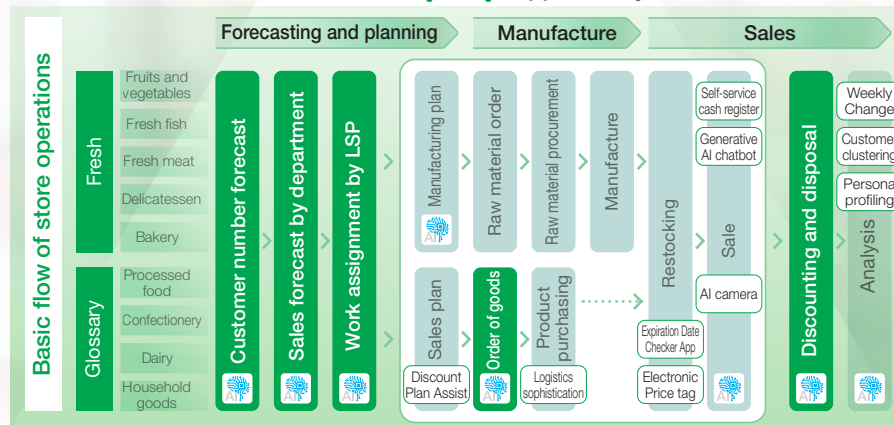 Forecasting and planning
Manufacture
Sales
Basic flow of store operations
Fresh
Fruits and
vegetables
Fresh fish
Fresh meat
Delicatessen
Bakery
Glossary
Processed
food
Confectionery
Dairy
Household
goods
Customer number forecast
AI
Sales forecast by department
AI
Work assignment by LSP
AI
Manufacturing plan
AI
Raw material order
Raw material procurement
Manufacture
Sales plan
Discount
Plan Assist
Order of goods
AI
Product
purchasing
Logistics
sophistication
Restocking
Expiration Date
Checker App
Electronic
Price tag
Self-service
cash register
Generative
AI chatbot
Sale
AI camera
AI
Discounting and disposal
AI
Weekly
Change
Customer
clustering
Personal
profiling
Analysis
AI